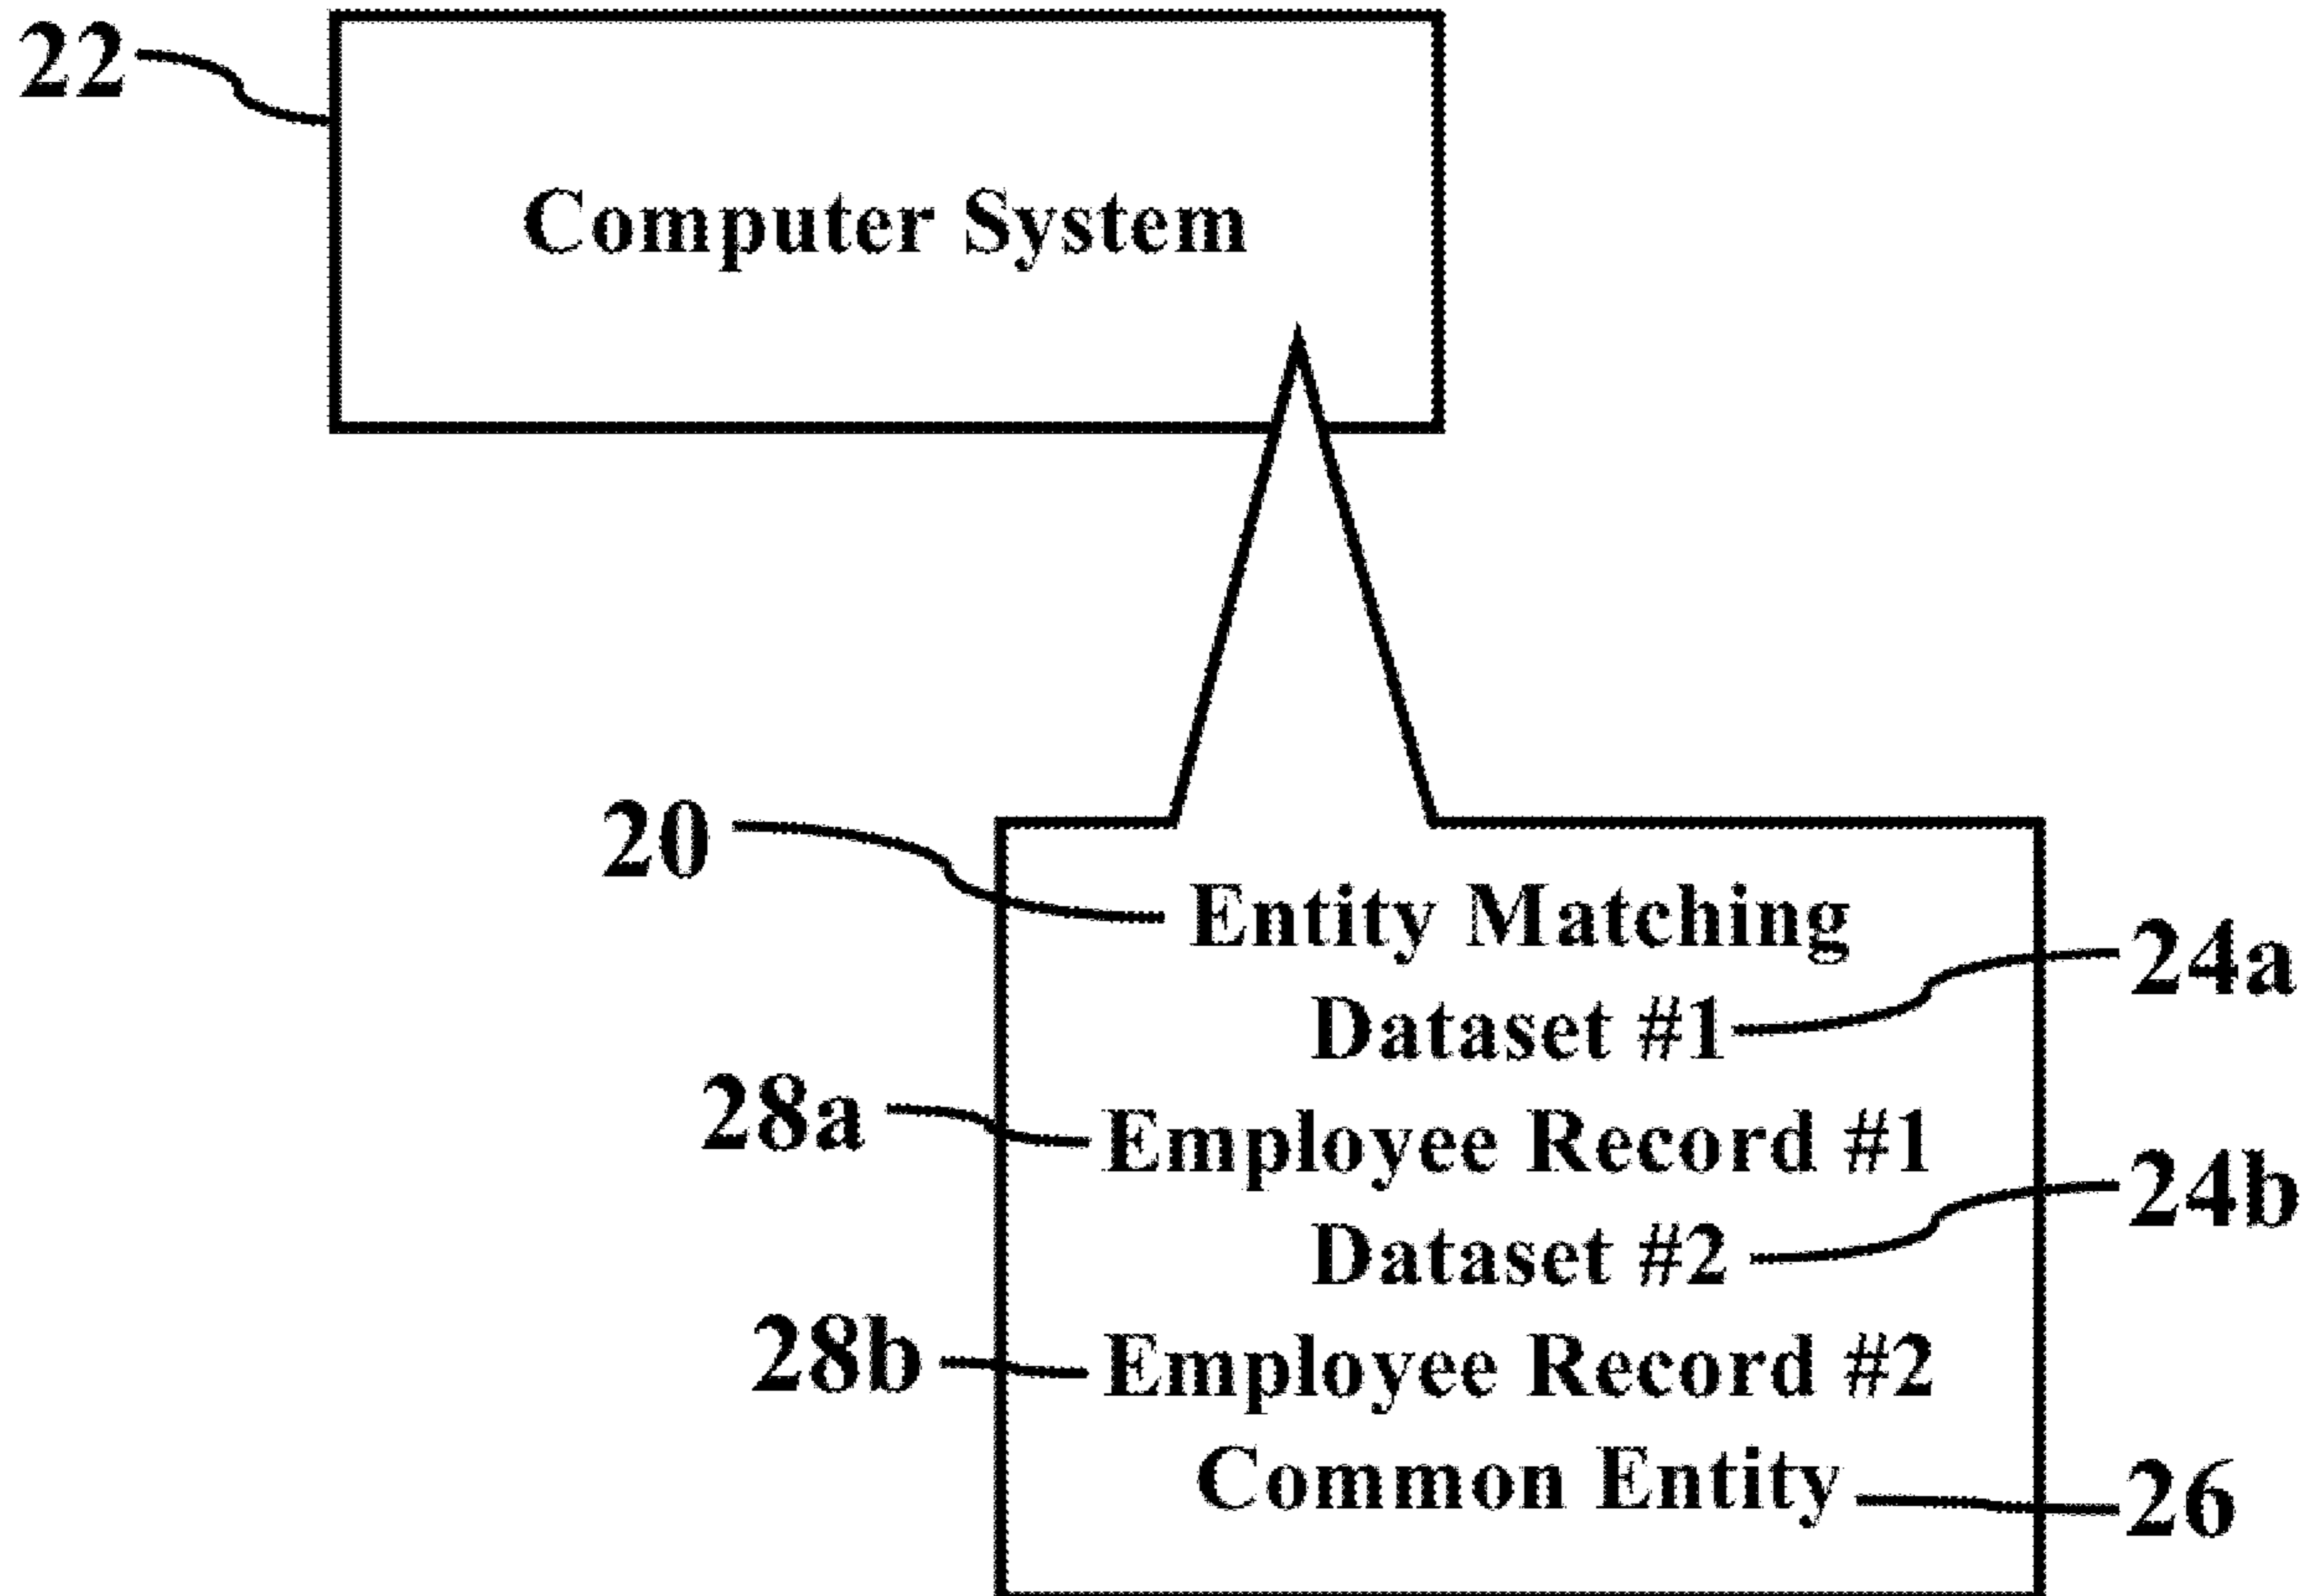 22
Computer System
20
Entity Matching
24a
Dataset #1
28a
Employee Record #1
24b
Dataset #2
28b
Employee Record #2
Common Entity
26